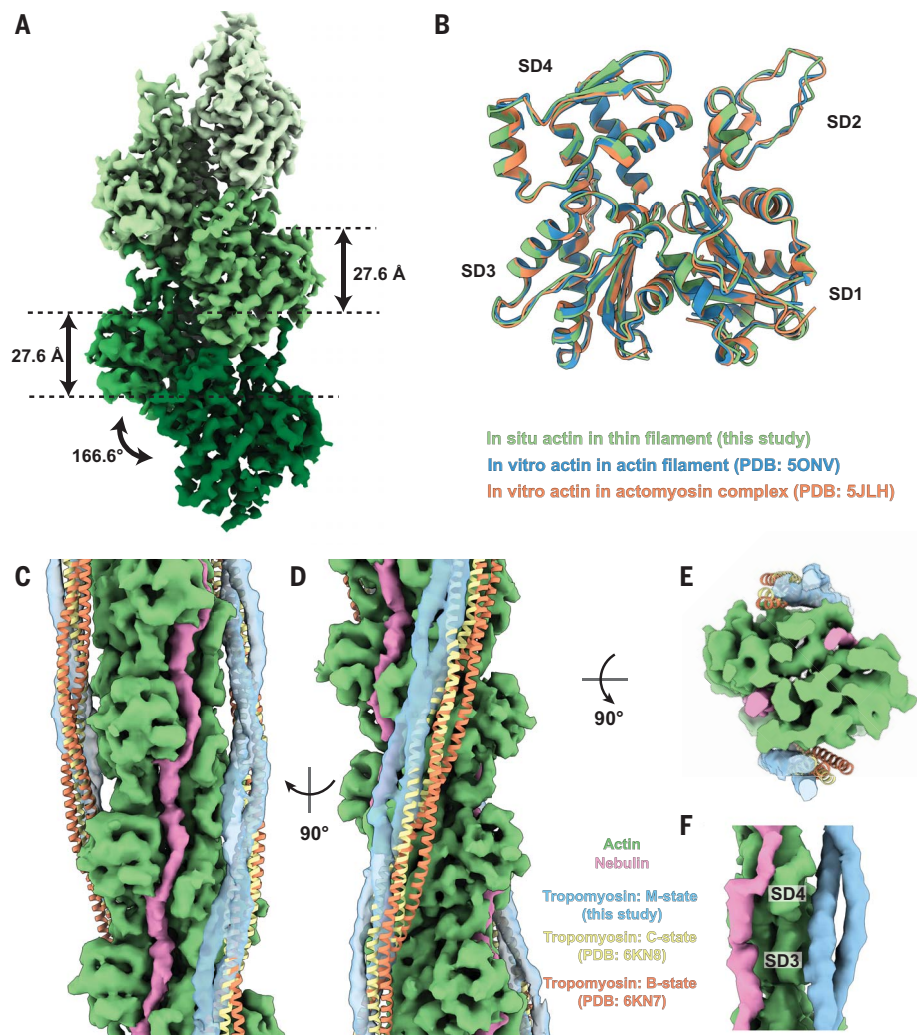 A
27.6 Å
27.6 Å
166.6°
B
SD4
SD2
SD3
SD1
In situ actin in thin filament (this study)
In vitro actin in actin filament (PDB: 5ONV)
In vitro actin in actomyosin complex (PDB: 5JLH)
C
90°
D
90°
E
Actin
Nebulin
Tropomyosin: M-state
(this study)
Tropomyosin: C-state
(PDB: 6KN8)
Tropomyosin: B-state
(PDB: 6KN7)
F
SD4
SD3